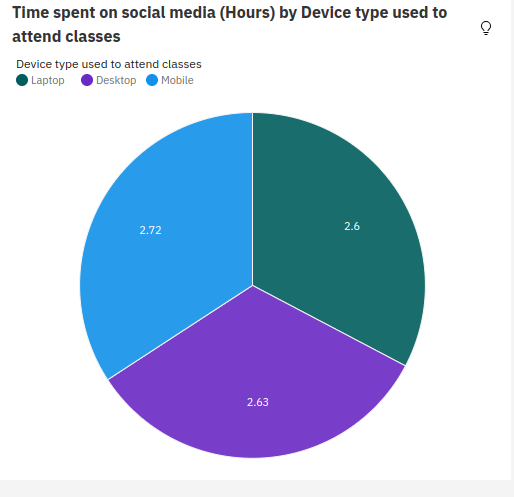 Time spent on social media (Hours) by Device type used to
attend classes
Device type used to attend classes
Laptop Desktop Mobile
2.72
2.6
2.63